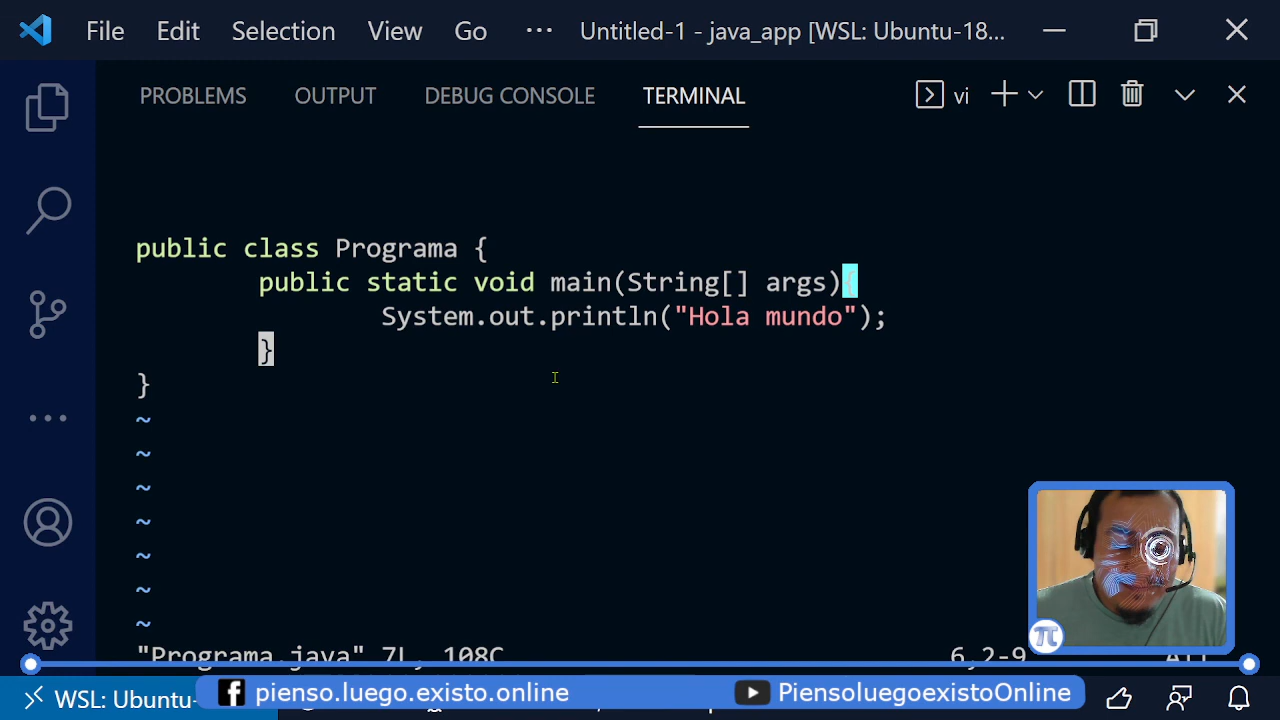 File Edit Selection View Go ··· Untitled-1 - java_app [WSL: Ubuntu-18...
PROBLEMS OUTPUT DEBUG CONSOLE TERMINAL vi
public class Programa {
public static void main(String[] args){
System.out.println("Hola mundo");
}
}
~
~
~
~
~
~
~
"Programa.java" 7L, 108C 6,2-9 All
WSL: Ubuntu- pienso.luego.existo.online PiensoluegoexistoOnline